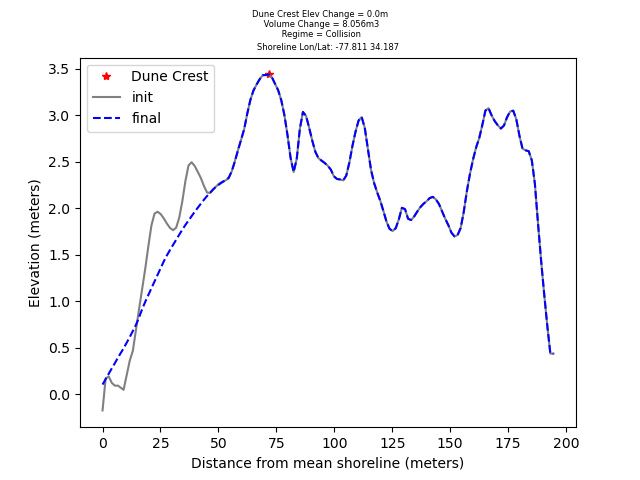 Dune Crest Elev Change = 0.0m
Volume Change = 8.056m3
Regime = Collision
Shoreline Lon/Lat: -77.811 34.187
Dune Crest
init
final
Elevation (meters)
3.5
3.0
2.5
2.0
1.5
1.0
0.5
0.0
0 25 50 75 100 125 150 175 200
Distance from mean shoreline (meters)